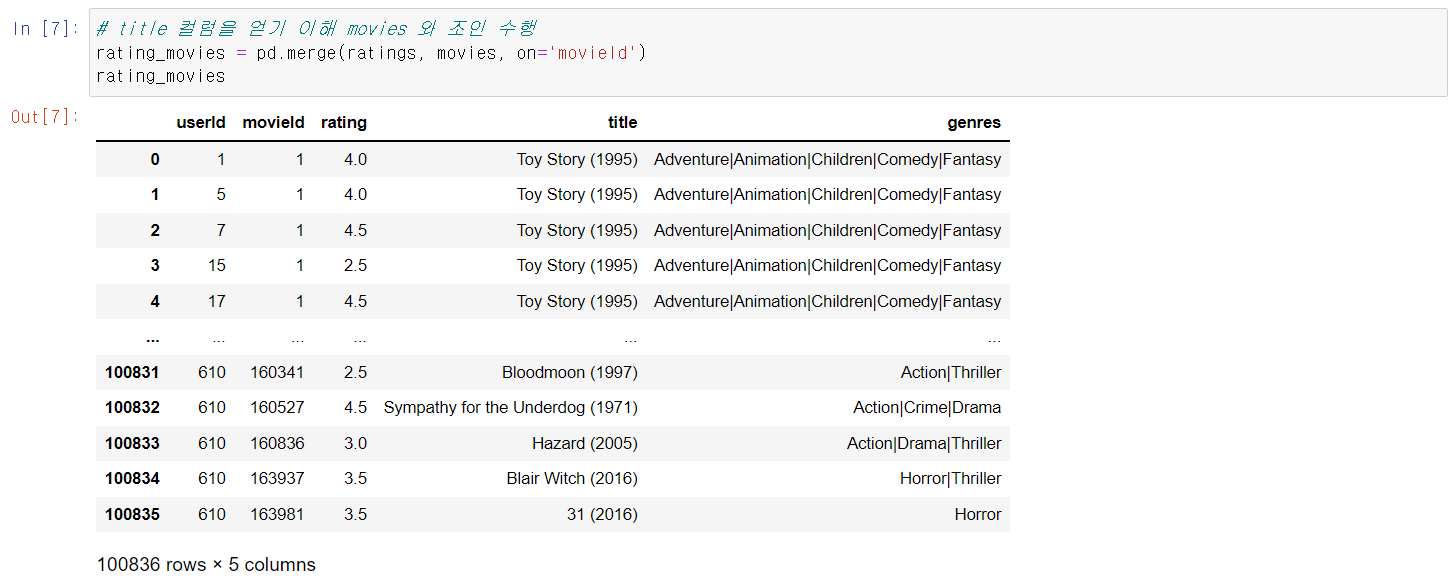 In [7]:
# title 컬럼을 얻기 이해 movies 와 조인 수행
rating_movies = pd.merge(ratings, movies, on='movieId')
rating_movies
Out[7]:
userId movieId rating title genres
0 1 1 4.0 Toy Story (1995) Adventure|Animation|Children|Comedy|Fantasy
1 5 1 4.0 Toy Story (1995) Adventure|Animation|Children|Comedy|Fantasy
2 7 1 4.5 Toy Story (1995) Adventure|Animation|Children|Comedy|Fantasy
3 15 1 2.5 Toy Story (1995) Adventure|Animation|Children|Comedy|Fantasy
4 17 1 4.5 Toy Story (1995) Adventure|Animation|Children|Comedy|Fantasy
... ... ... ... ... ...
100831 610 160341 2.5 Bloodmoon (1997) Action|Thriller
100832 610 160527 4.5 Sympathy for the Underdog (1971) Action|Crime|Drama
100833 610 160836 3.0 Hazard (2005) Action|Drama|Thriller
100834 610 163937 3.5 Blair Witch (2016) Horror|Thriller
100835 610 163981 3.5 31 (2016) Horror
100836 rows × 5 columns